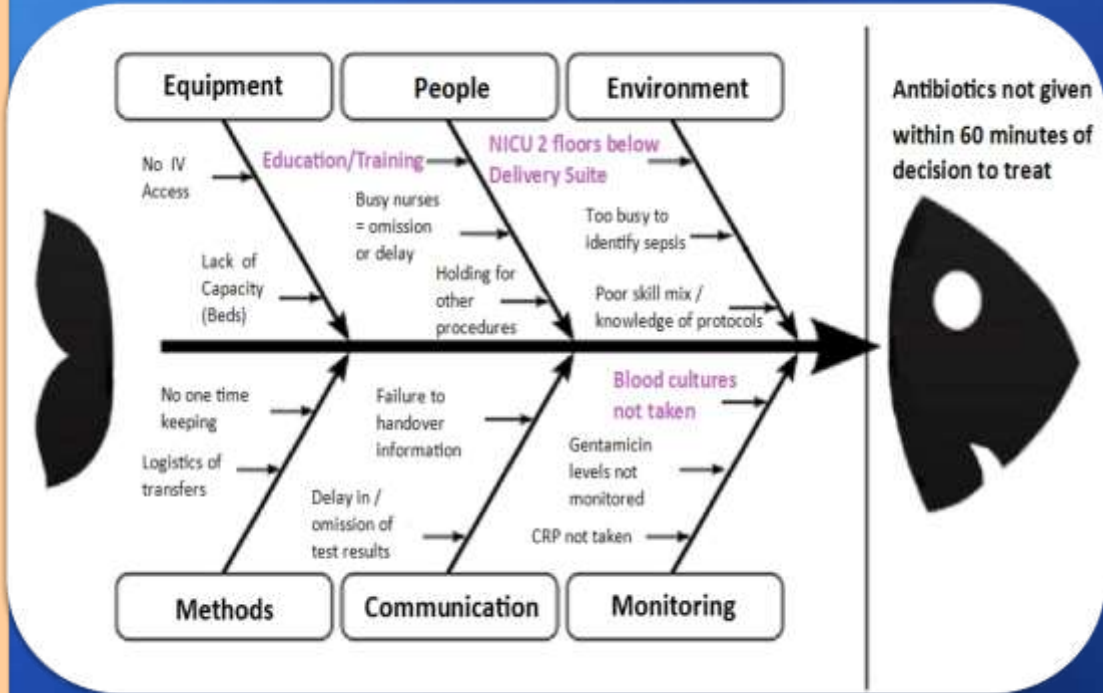 Equipment
People
Environment
Antibiotics not given
within 60 minutes of
decision to treat
No IV
Access
Lack of
Capacity
(Beds)
Education/Training
Busy nurses
= omission
or delay
Holding for
other
procedures
NICU 2 floors below
Delivery Suite
Too busy to
identify sepsis
Poor skill mix /
knowledge of protocols
No one time
keeping
Logistics of
transfers
Failure to
handover
information
Delay in /
omission of
test results
Blood cultures
not taken
Gentamicin
levels not
monitored
CRP not taken
Methods
Communication
Monitoring